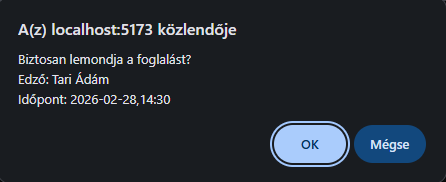 A(z) localhost:5173 közlendője
Biztosan lemondja a foglalást?
Edző: Tari Ádám
Időpont: 2026-02-28,14:30
OK
Mégse